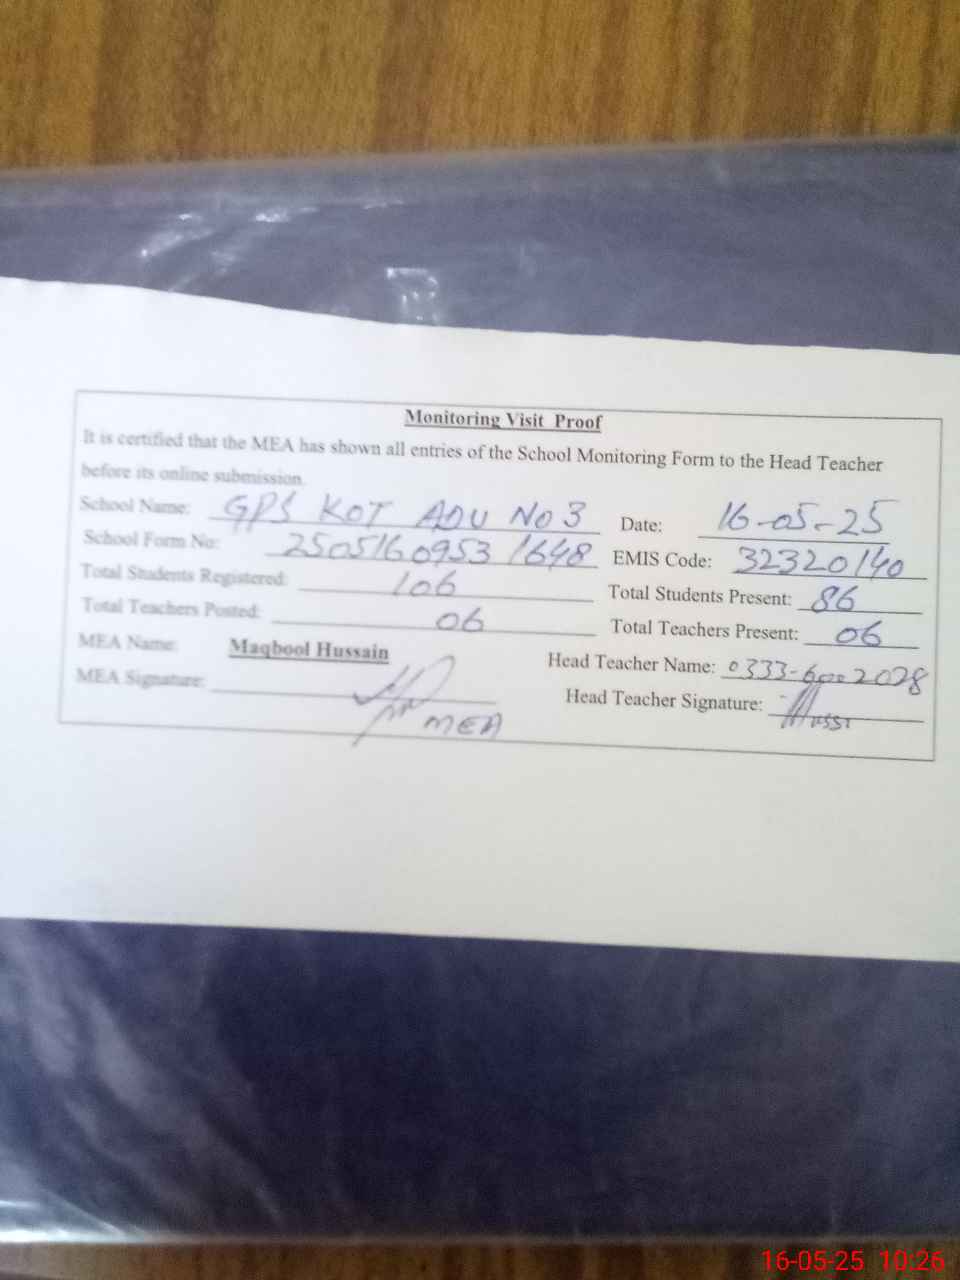 Monitoring Visit Proof
It is certified that the MEA has shown all entries of the School Monitoring Form to the Head Teacher
before its online submission.
School Name: GPS KOT ADU NO 3 Date: 16-05-25
School Form No: 25051609531648 EMIS Code: 32320140
Total Students Registered: 106 Total Students Present: 86
Total Teachers Posted: 06 Total Teachers Present: 06
MEA Name: Maqbool Hussain Head Teacher Name: 0333-6002028
MEA Signature: MEA Head Teacher Signature:
16-05-25 10:26